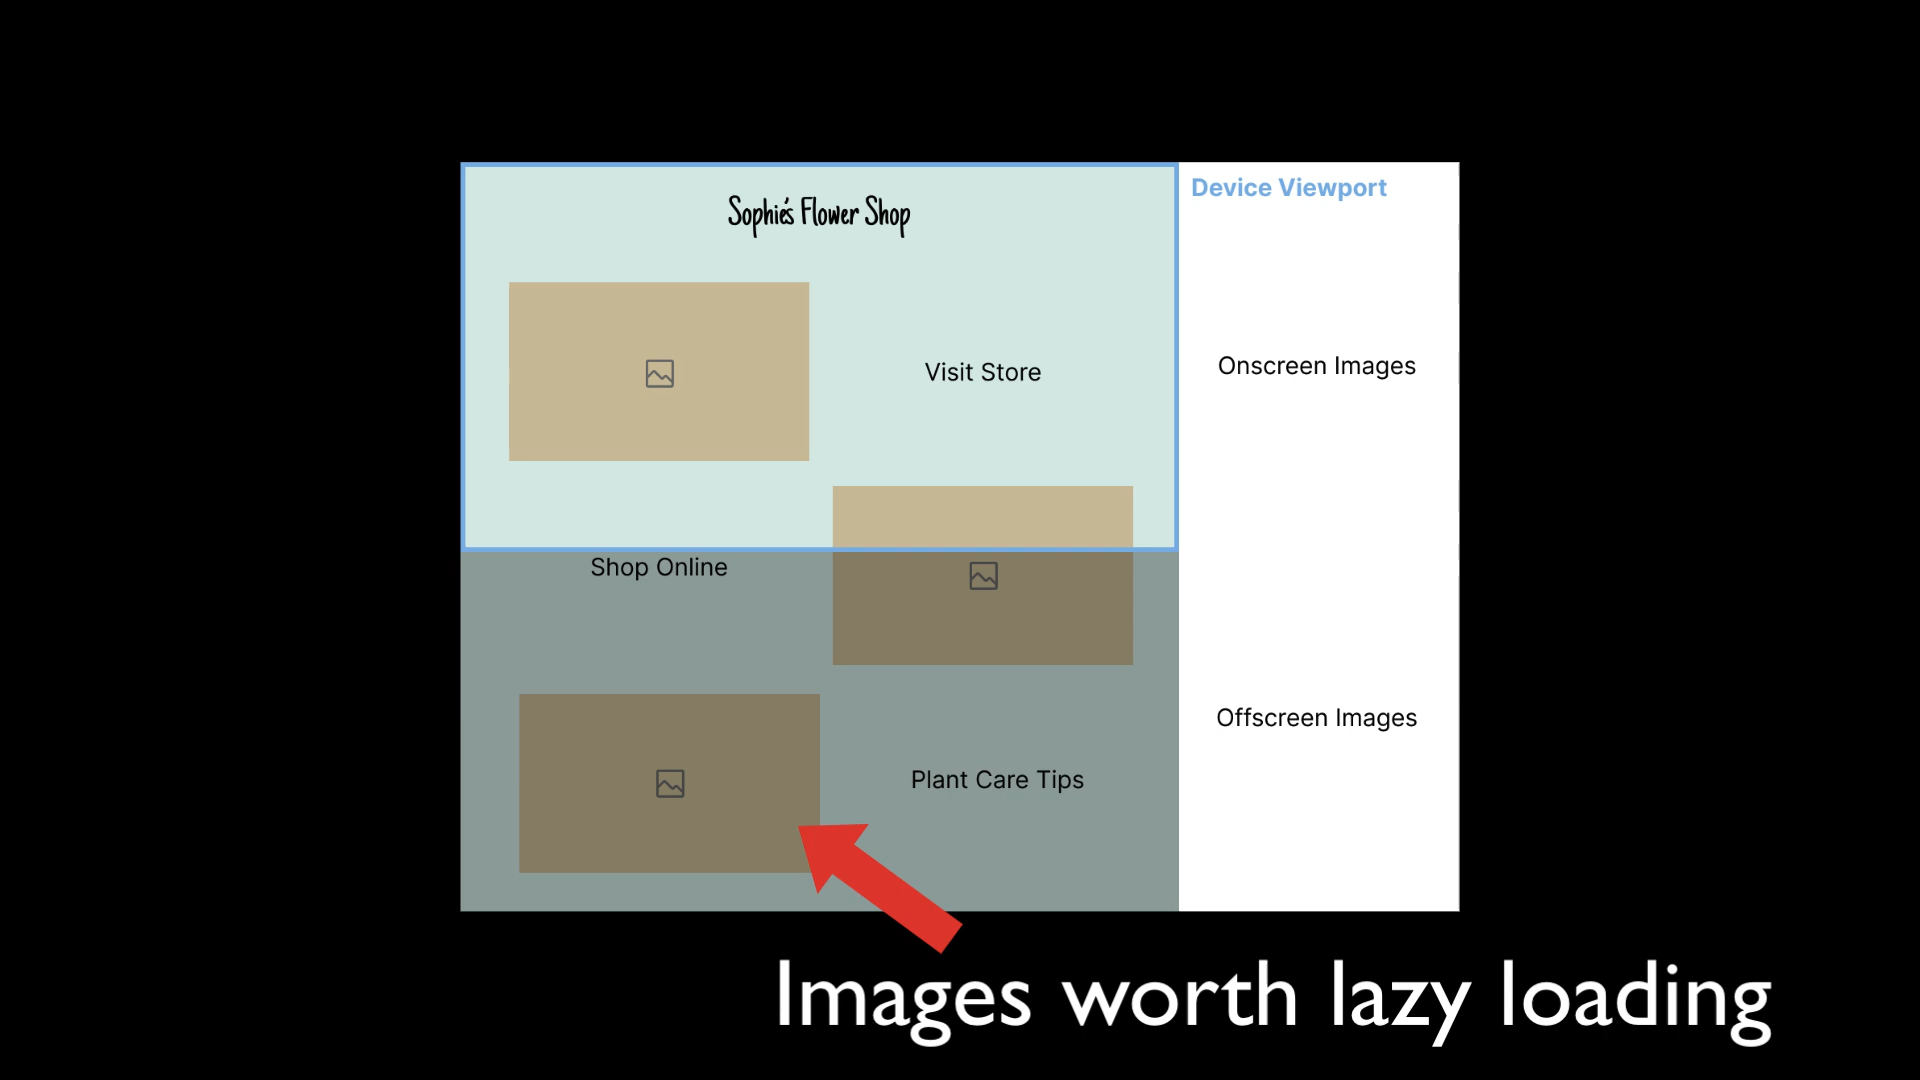 Sophie's Flower Shop
Device Viewport
Visit Store
Onscreen Images
Shop Online
Offscreen Images
Plant Care Tips
Images worth lazy loading